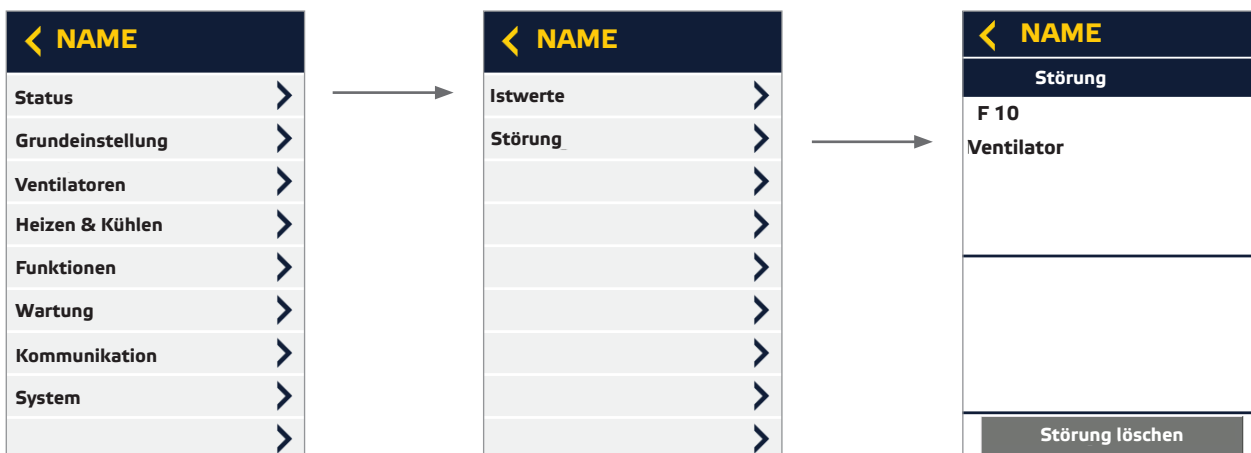 NAME
Status
Grundeinstellung
Ventilatoren
Heizen & Kühlen
Funktionen
Wartung
Kommunikation
System
NAME
Istwerte
Störung
NAME
Störung
F 10
Ventilator
Störung löschen